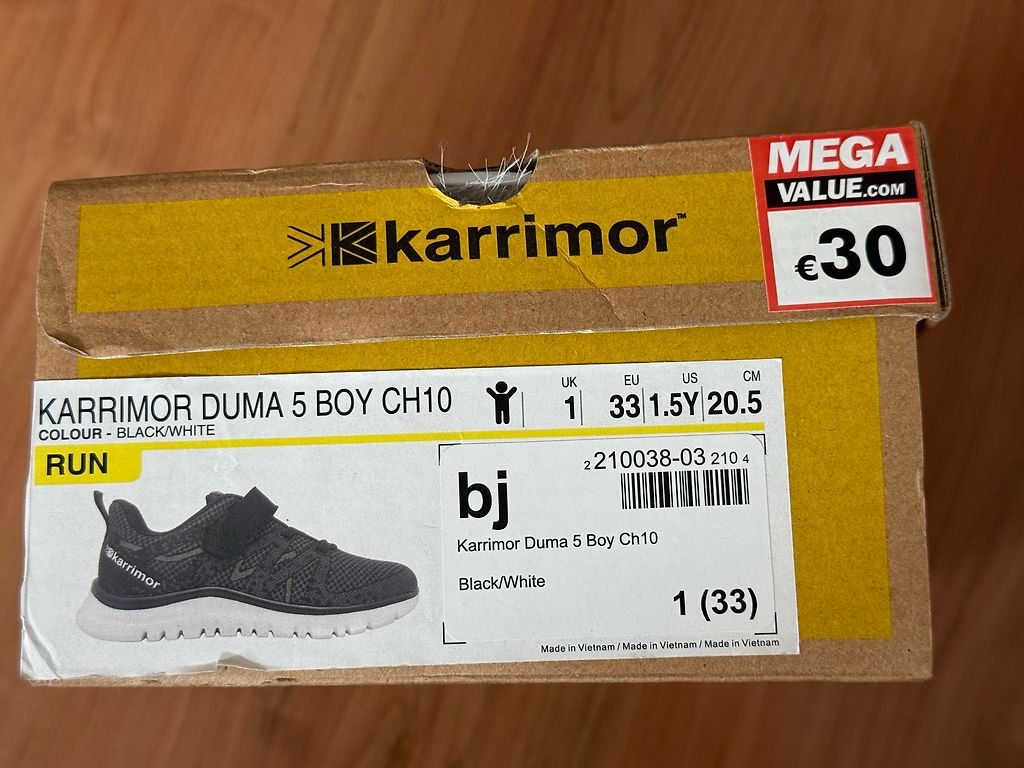 MEGA
VALUE.COM
€30
karrimor™
KARRIMOR DUMA 5 BOY CH10
COLOUR - BLACK/WHITE
UK EU US CM
1 33 1.5Y 20.5
RUN
karrimor
2 210038-03 210 4
bj
Karrimor Duma 5 Boy Ch10
Black/White
1 (33)
Made in Vietnam / Made in Vietnam / Made in Vietnam